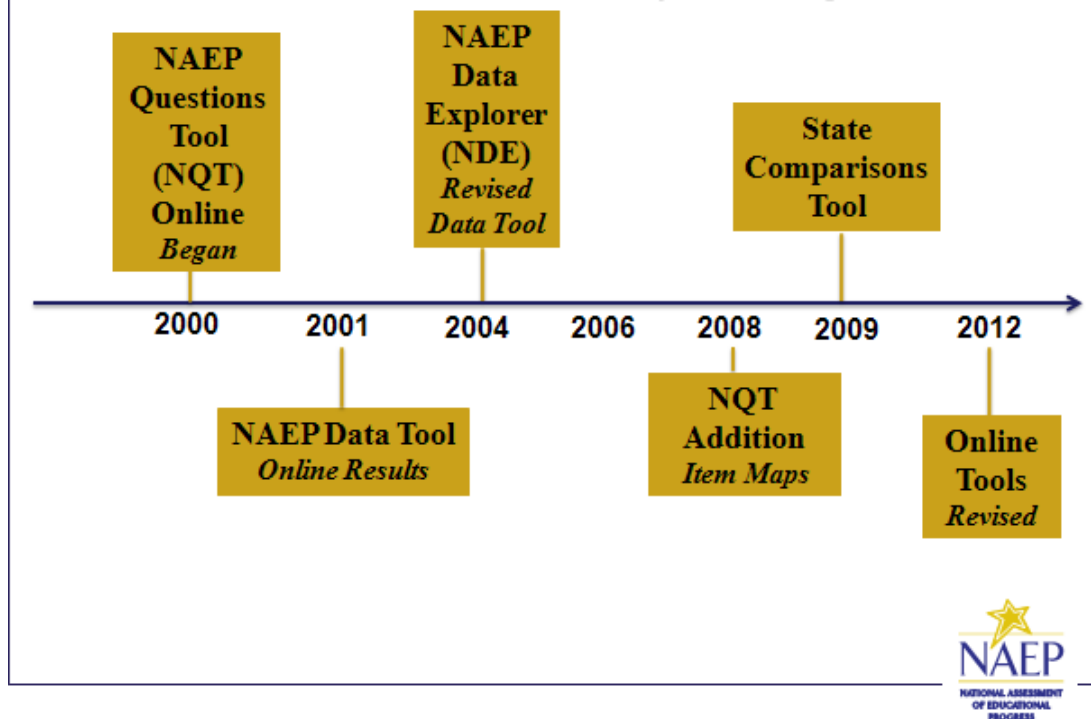 NAEP
Questions
Tool
(NQT)
Online
Began
NAEP
Data
Explorer
(NDE)
Revised
Data Tool
State
Comparisons
Tool
2000
2001
2004
2006
2008
2009
2012
NAEP Data Tool
Online Results
NQT
Addition
Item Maps
Online
Tools
Revised
NAEP
NATIONAL ASSESSMENT
OF EDUCATIONAL
PROGRESS